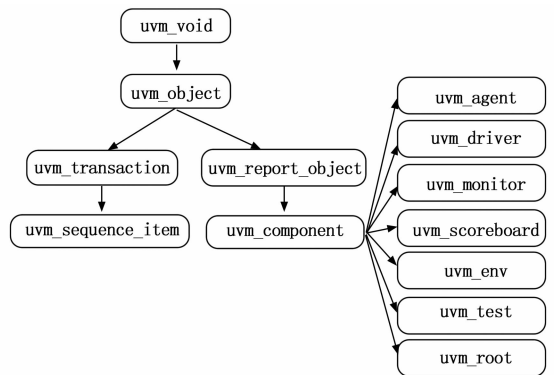 uvm_void
uvm_object
uvm_transaction
uvm_report_object
uvm_sequence_item
uvm_component
uvm_agent
uvm_driver
uvm_monitor
uvm_scoreboard
uvm_env
uvm_test
uvm_root